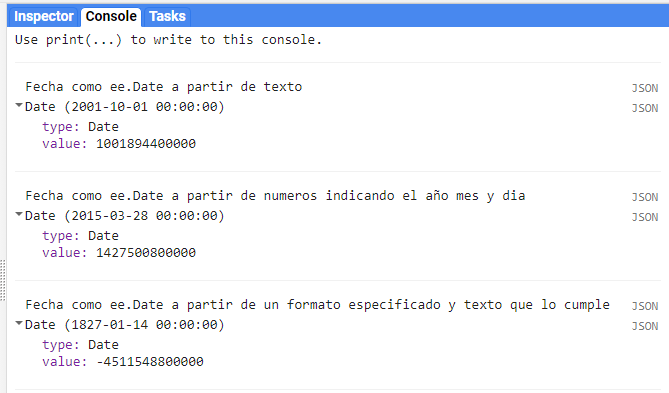 Inspector Console Tasks
Use print(...) to write to this console.
Fecha como ee.Date a partir de texto JSON
Date (2001-10-01 00:00:00) JSON
type: Date
value: 1001894400000
Fecha como ee.Date a partir de numeros indicando el año mes y dia JSON
Date (2015-03-28 00:00:00) JSON
type: Date
value: 1427500800000
Fecha como ee.Date a partir de un formato especificado y texto que lo cumple JSON
Date (1827-01-14 00:00:00) JSON
type: Date
value: -4511548800000